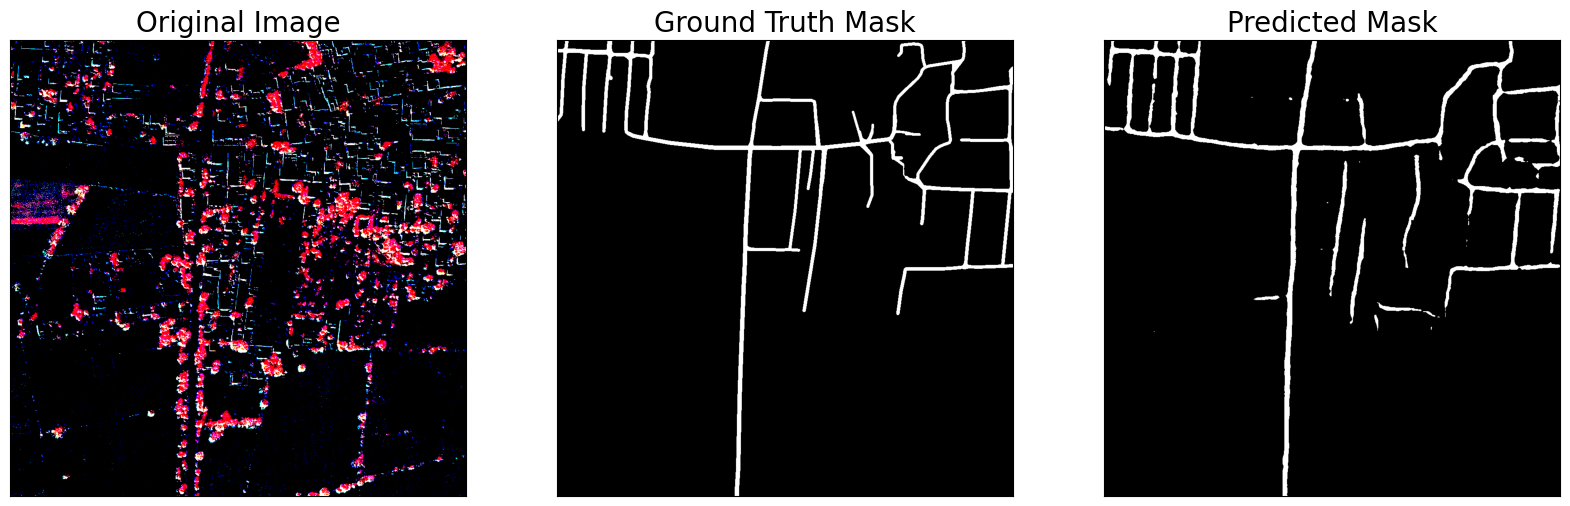 Original Image
Ground Truth Mask
Predicted Mask